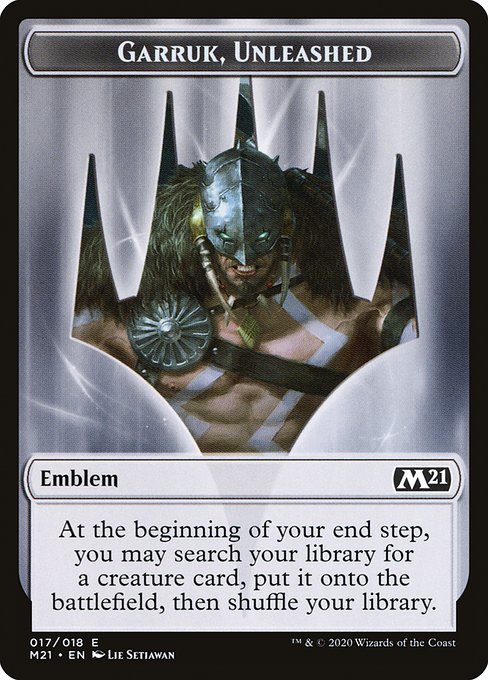 Garruk, Unleashed
Emblem
M21
At the beginning of your end step,
you may search your library for
a creature card, put it onto the
battlefield, then shuffle your library.
017/018 E
M21 • EN Lie Setiawan
™ & © 2020 Wizards of the Coast